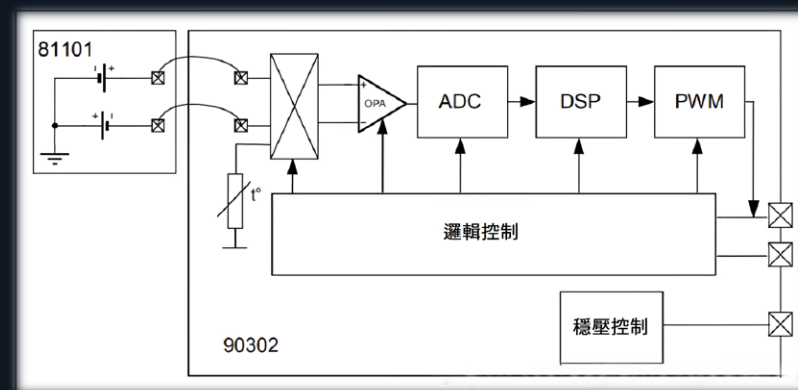 81101
- +
+ -
+
OPA
-
ADC
DSP
PWM
t°
邏輯控制
穩壓控制
90302